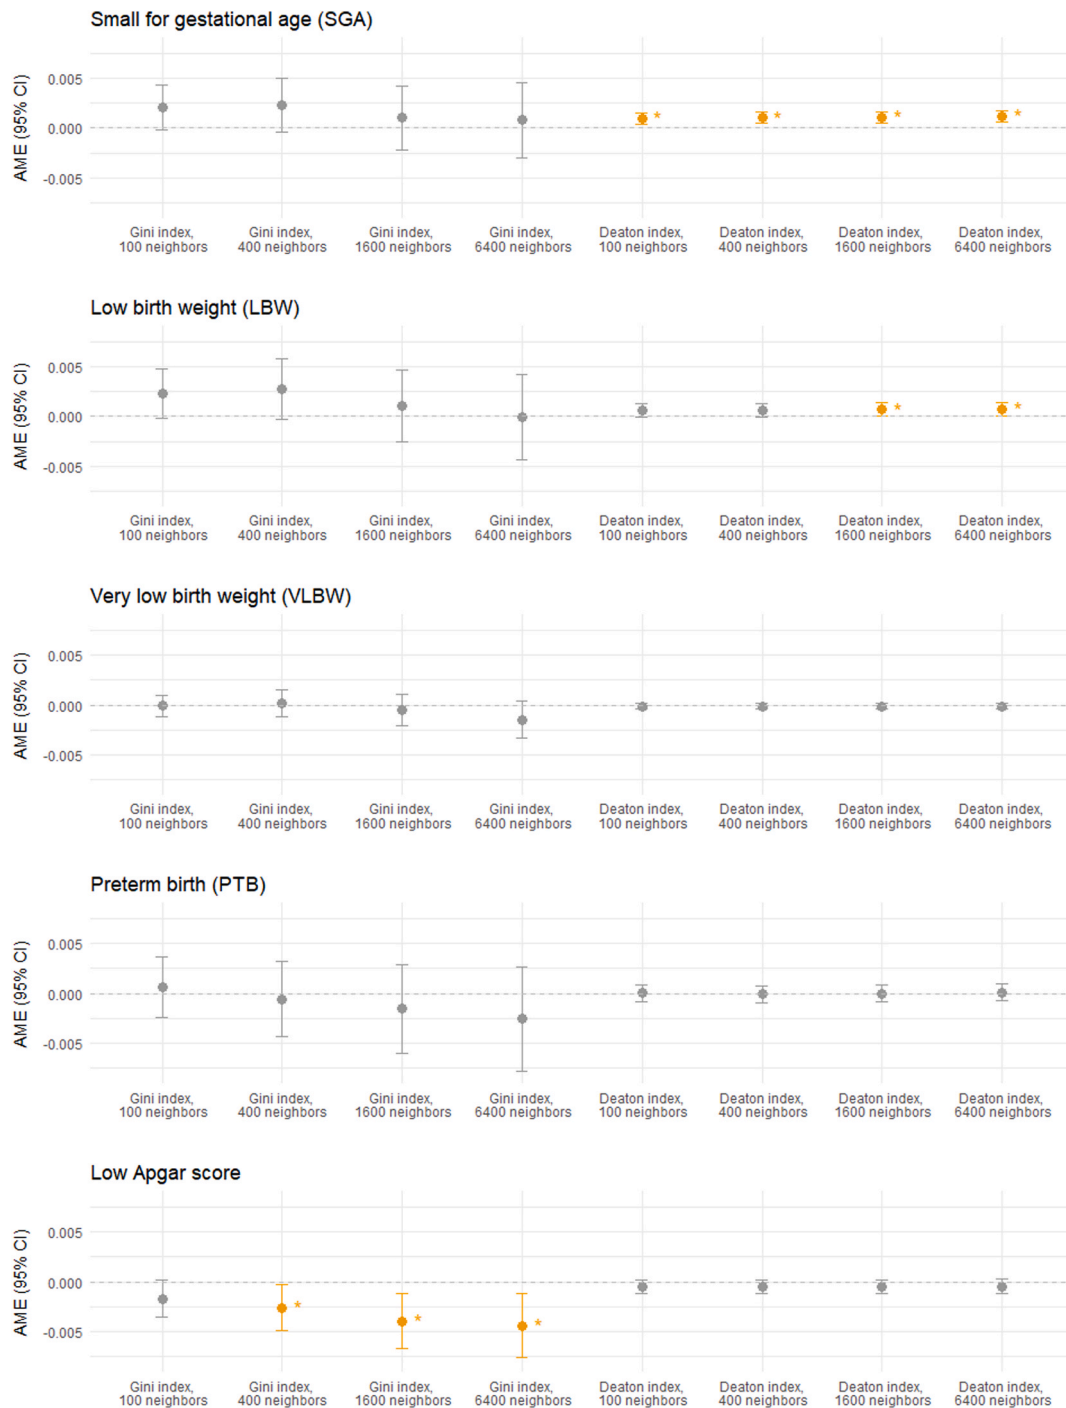 Small for gestational age (SGA)
AME (95% CI)
0.005
0.000
-0.005
* * * *
Gini index, Gini index, Gini index, Gini index, Deaton index, Deaton index, Deaton index, Deaton index,
100 neighbors 400 neighbors 1600 neighbors 6400 neighbors 100 neighbors 400 neighbors 1600 neighbors 6400 neighbors
Low birth weight (LBW)
AME (95% CI)
0.005
0.000
-0.005
* *
Gini index, Gini index, Gini index, Gini index, Deaton index, Deaton index, Deaton index, Deaton index,
100 neighbors 400 neighbors 1600 neighbors 6400 neighbors 100 neighbors 400 neighbors 1600 neighbors 6400 neighbors
Very low birth weight (VLBW)
AME (95% CI)
0.005
0.000
-0.005
Gini index, Gini index, Gini index, Gini index, Deaton index, Deaton index, Deaton index, Deaton index,
100 neighbors 400 neighbors 1600 neighbors 6400 neighbors 100 neighbors 400 neighbors 1600 neighbors 6400 neighbors
Preterm birth (PTB)
AME (95% CI)
0.005
0.000
-0.005
Gini index, Gini index, Gini index, Gini index, Deaton index, Deaton index, Deaton index, Deaton index,
100 neighbors 400 neighbors 1600 neighbors 6400 neighbors 100 neighbors 400 neighbors 1600 neighbors 6400 neighbors
Low Apgar score
AME (95% CI)
0.005
0.000
-0.005
* * *
Gini index, Gini index, Gini index, Gini index, Deaton index, Deaton index, Deaton index, Deaton index,
100 neighbors 400 neighbors 1600 neighbors 6400 neighbors 100 neighbors 400 neighbors 1600 neighbors 6400 neighbors